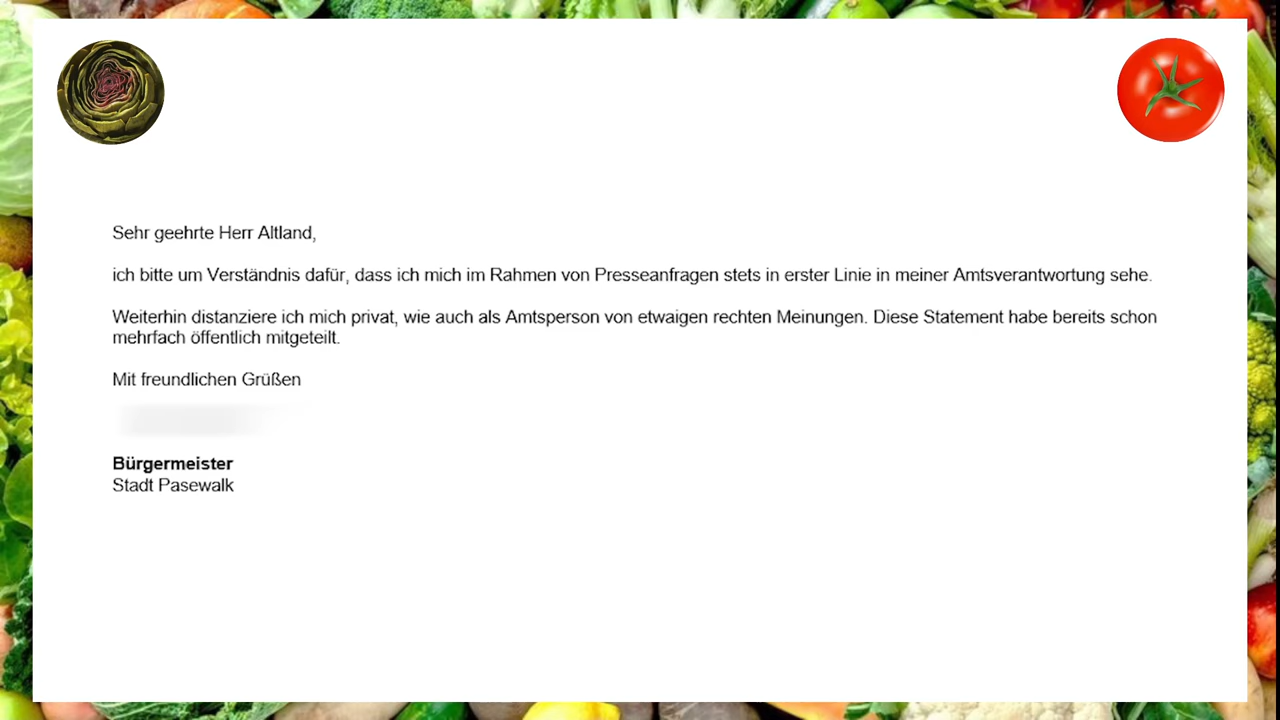 Sehr geehrte Herr Altland,
ich bitte um Verständnis dafür, dass ich mich im Rahmen von Presseanfragen stets in erster Linie in meiner Amtsverantwortung sehe.
Weiterhin distanziere ich mich privat, wie auch als Amtsperson von etwaigen rechten Meinungen. Diese Statement habe bereits schon
mehrfach öffentlich mitgeteilt.
Mit freundlichen Grüßen
Bürgermeister
Stadt Pasewalk